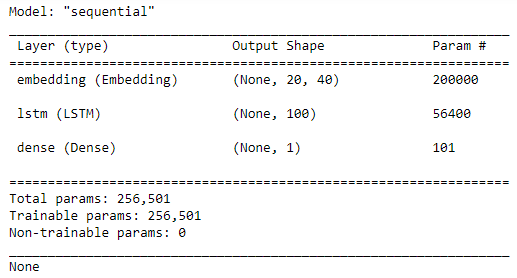 Model: "sequential"
_________________________________________________________________
Layer (type) Output Shape Param #
=================================================================
embedding (Embedding) (None, 20, 40) 200000
lstm (LSTM) (None, 100) 56400
dense (Dense) (None, 1) 101
=================================================================
Total params: 256,501
Trainable params: 256,501
Non-trainable params: 0
_________________________________________________________________
None